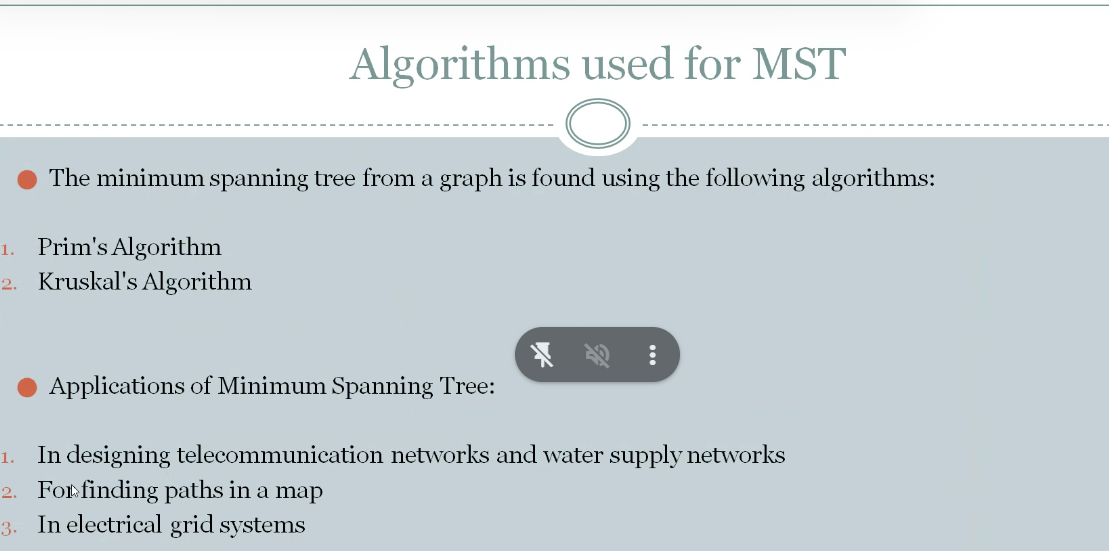 Algorithms used for MST
The minimum spanning tree from a graph is found using the following algorithms:
1. Prim's Algorithm
2. Kruskal's Algorithm
Applications of Minimum Spanning Tree:
1. In designing telecommunication networks and water supply networks
2. For finding paths in a map
3. In electrical grid systems